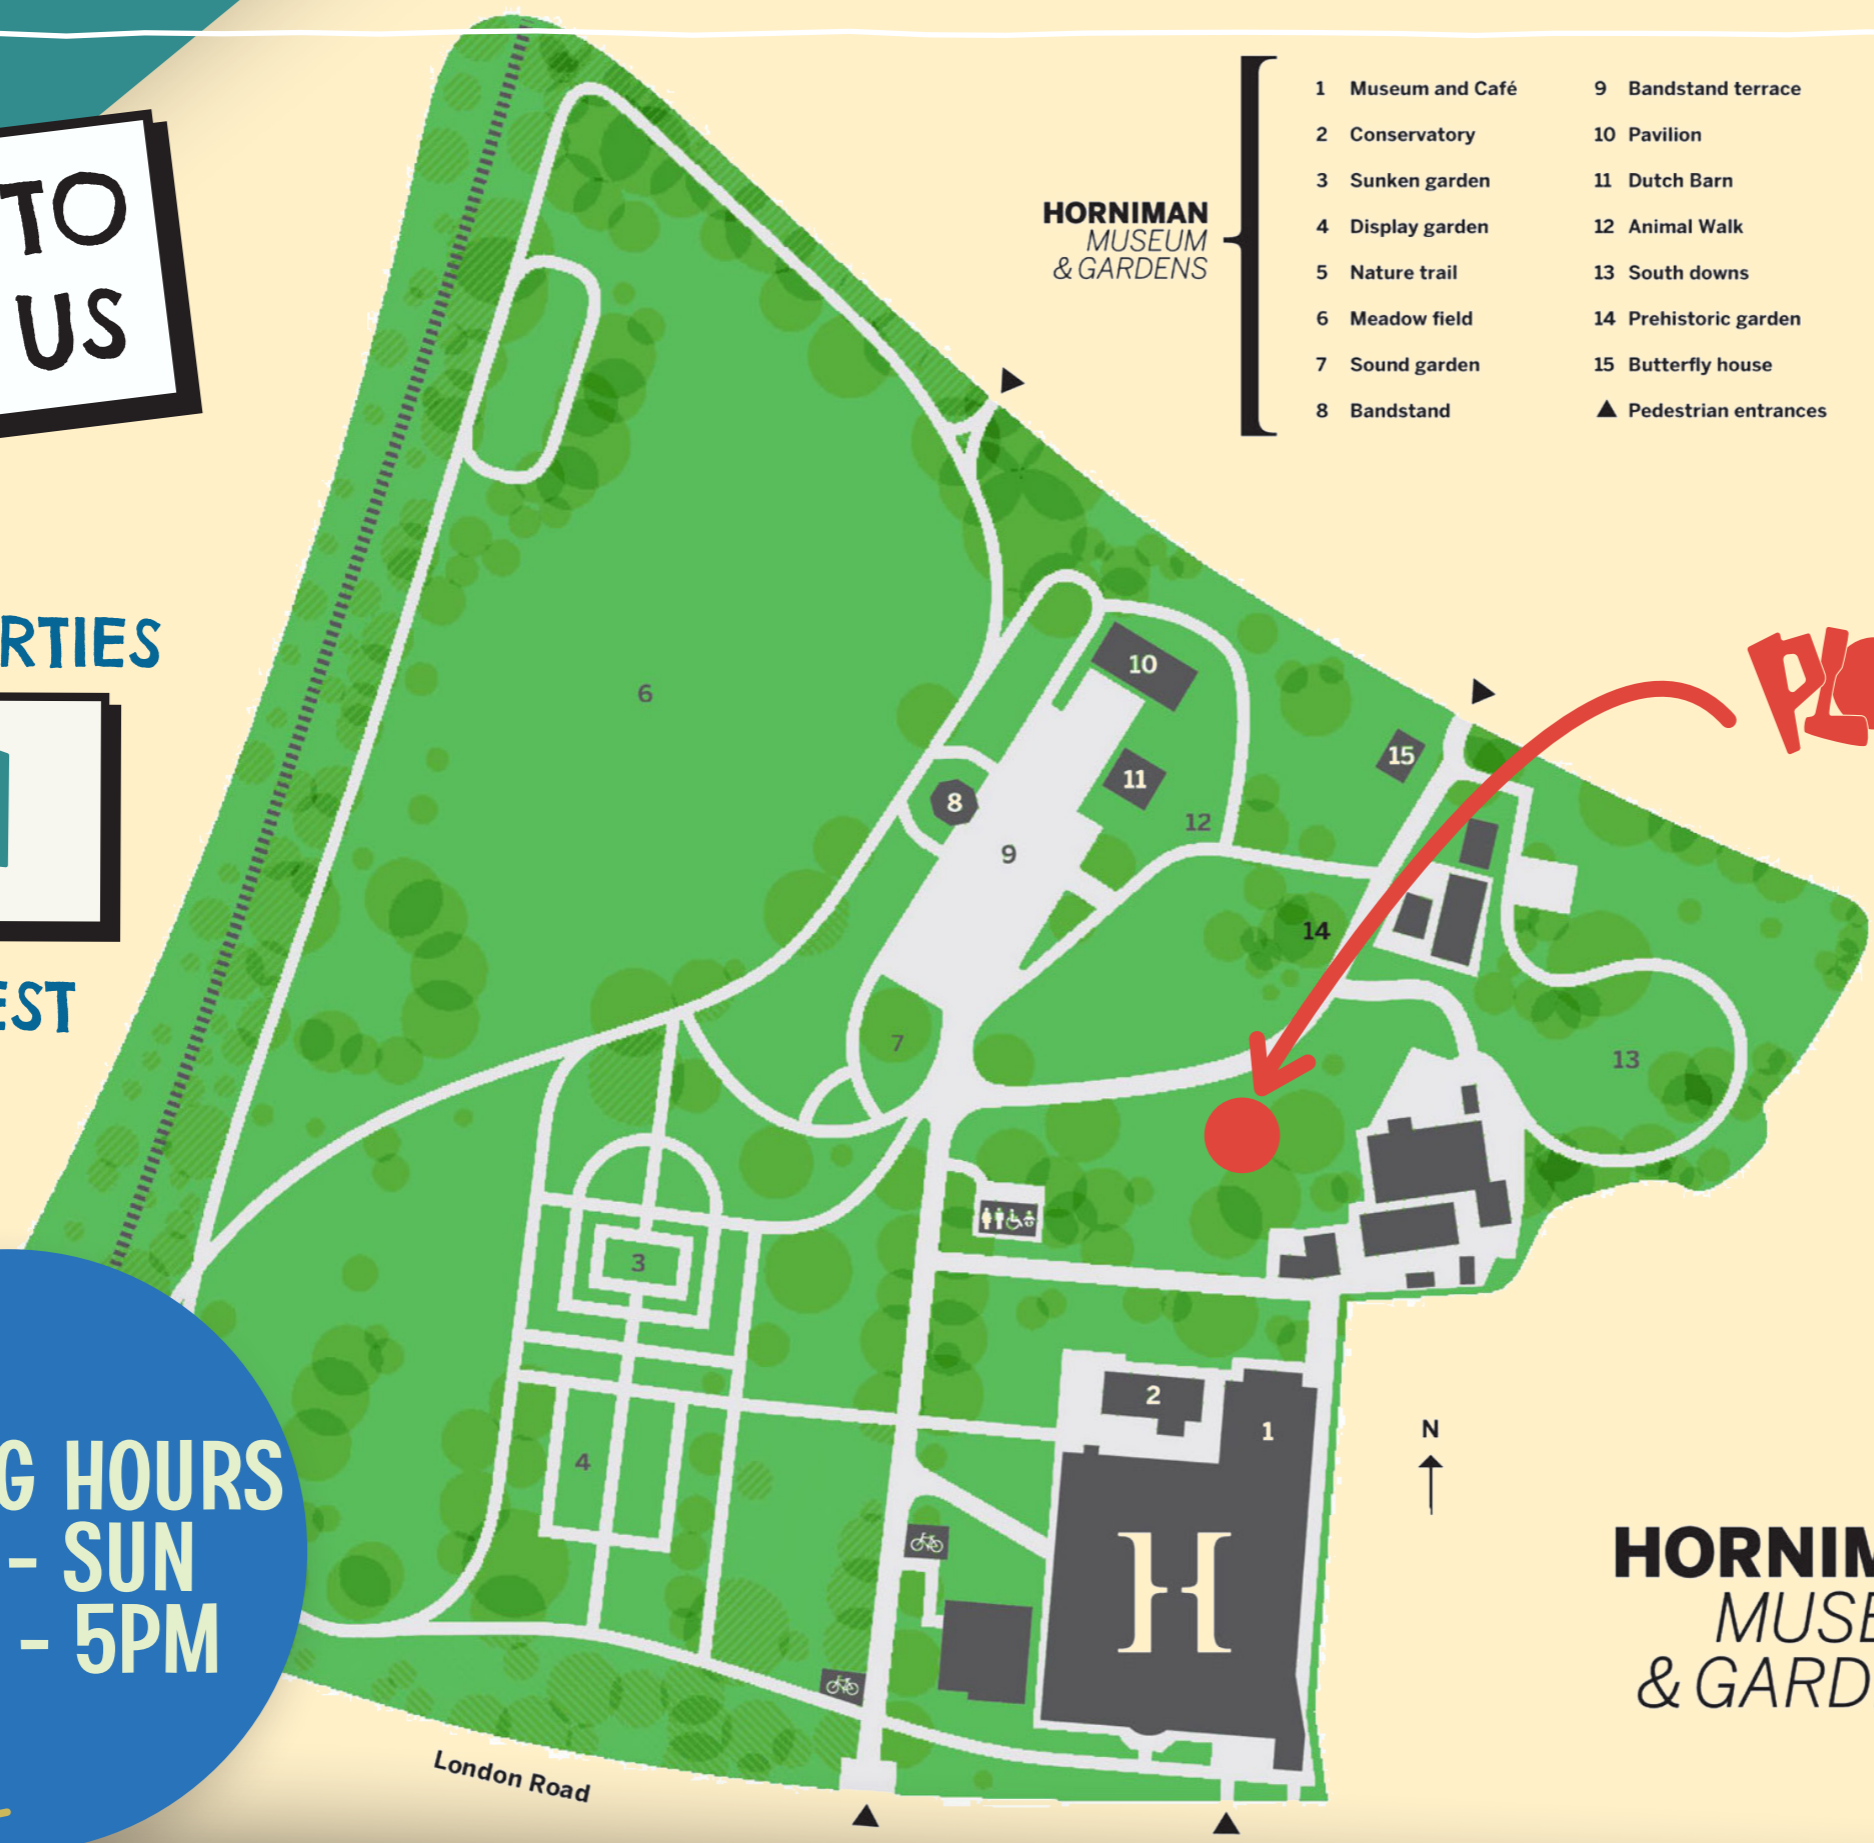 TO
US
RTIES
EST
G HOURS
- SUN
- 5PM
HORNIMAN
MUSEUM
& GARDENS
1 Museum and Café
2 Conservatory
3 Sunken garden
4 Display garden
5 Nature trail
6 Meadow field
7 Sound garden
8 Bandstand
9 Bandstand terrace
10 Pavilion
11 Dutch Barn
12 Animal Walk
13 South downs
14 Prehistoric garden
15 Butterfly house
▲ Pedestrian entrances
6
10
15
11
8
12
9
14
7
13
3
2
1
4
H
N
London Road
HORNIM
MUSE
& GARD